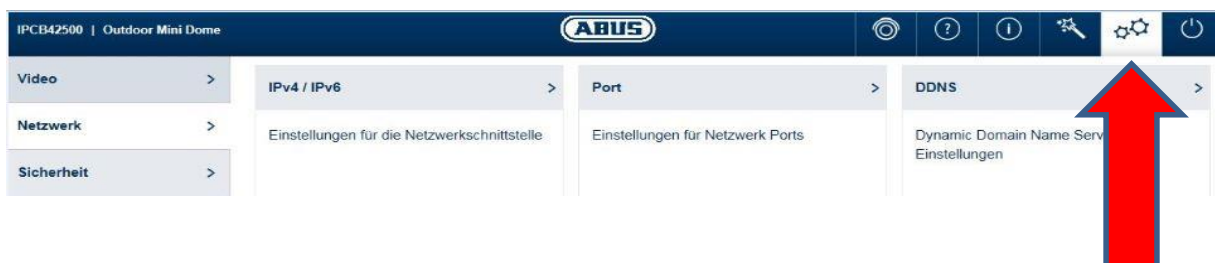 IPCB42500 | Outdoor Mini Dome
ABUS
Video >
Netzwerk >
Sicherheit >
IPv4 / IPv6 >
Einstellungen für die Netzwerkschnittstelle
Port >
Einstellungen für Netzwerk Ports
DDNS >
Dynamic Domain Name Serv
Einstellungen